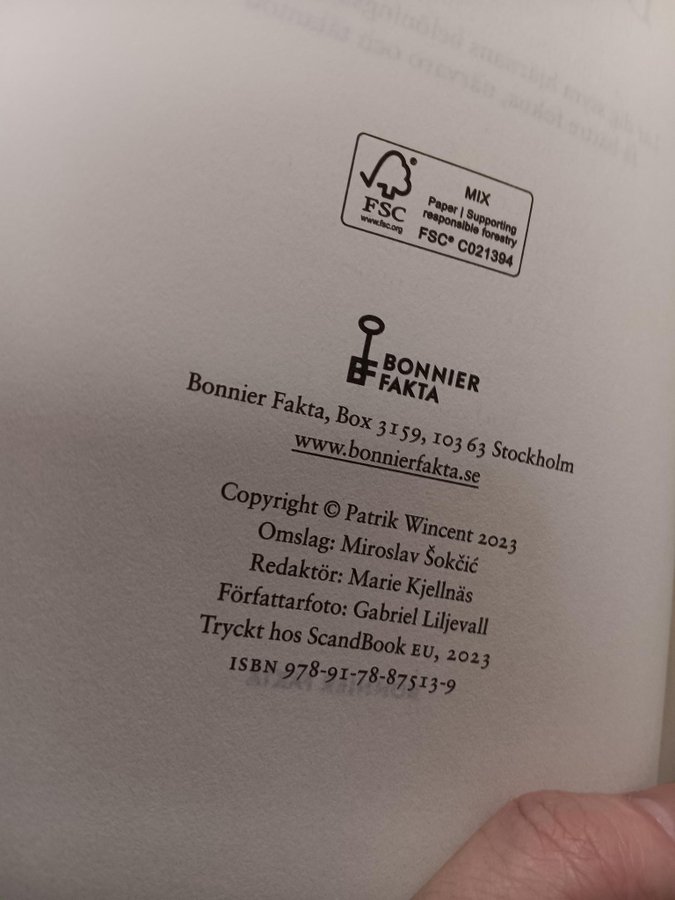 MIX
Paper | Supporting
responsible forestry
FSC
www.fsc.org
FSC® C021394
BF BONNIER
FAKTA
Bonnier Fakta, Box 3159, 103 63 Stockholm
www.bonnierfakta.se
Copyright © Patrik Wincent 2023
Omslag: Miroslav Šokčić
Redaktör: Marie Kjellnäs
Författarfoto: Gabriel Liljevall
Tryckt hos ScandBook EU, 2023
ISBN 978-91-78-87513-9